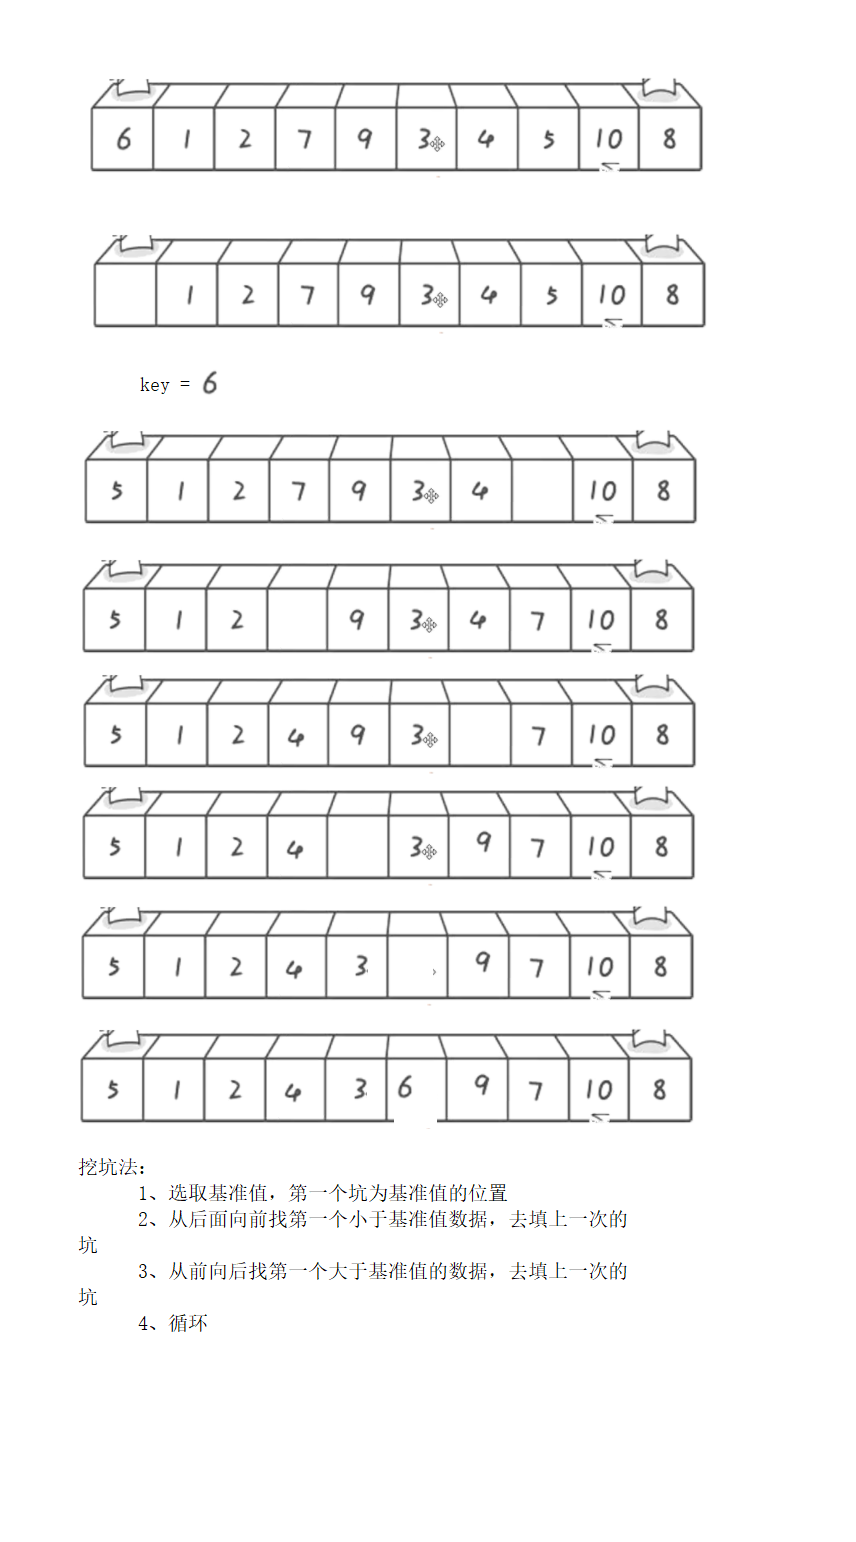 6 1 2 7 9 3 4 5 10 8
1 2 7 9 3 4 5 10 8
key = 6
5 1 2 7 9 3 4 10 8
5 1 2 9 3 4 7 10 8
5 1 2 4 9 3 7 10 8
5 1 2 4 3 9 7 10 8
5 1 2 4 3 9 7 10 8
5 1 2 4 3 6 9 7 10 8
挖坑法：
1、选取基准值，第一个坑为基准值的位置
2、从后面向前找第一个小于基准值数据，去填上一次的
坑
3、从前向后找第一个大于基准值的数据，去填上一次的
坑
4、循环